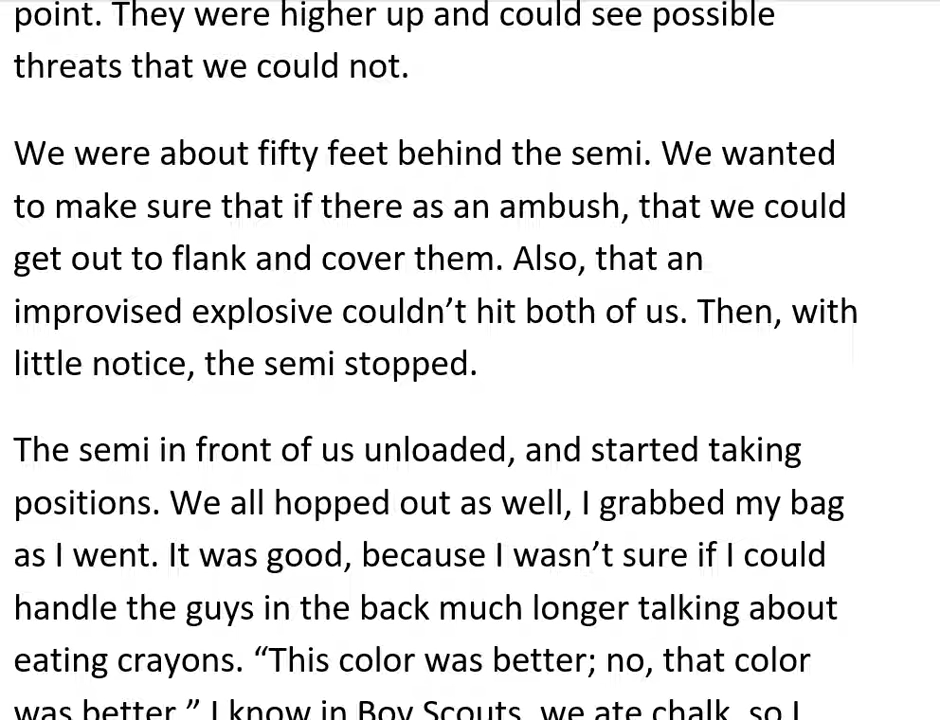 point. They were higher up and could see possible
threats that we could not.
We were about fifty feet behind the semi. We wanted
to make sure that if there as an ambush, that we could
get out to flank and cover them. Also, that an
improvised explosive couldn’t hit both of us. Then, with
little notice, the semi stopped.
The semi in front of us unloaded, and started taking
positions. We all hopped out as well, I grabbed my bag
as I went. It was good, because I wasn’t sure if I could
handle the guys in the back much longer talking about
eating crayons. “This color was better; no, that color
was better.” I know in Boy Scouts, we ate chalk, so I